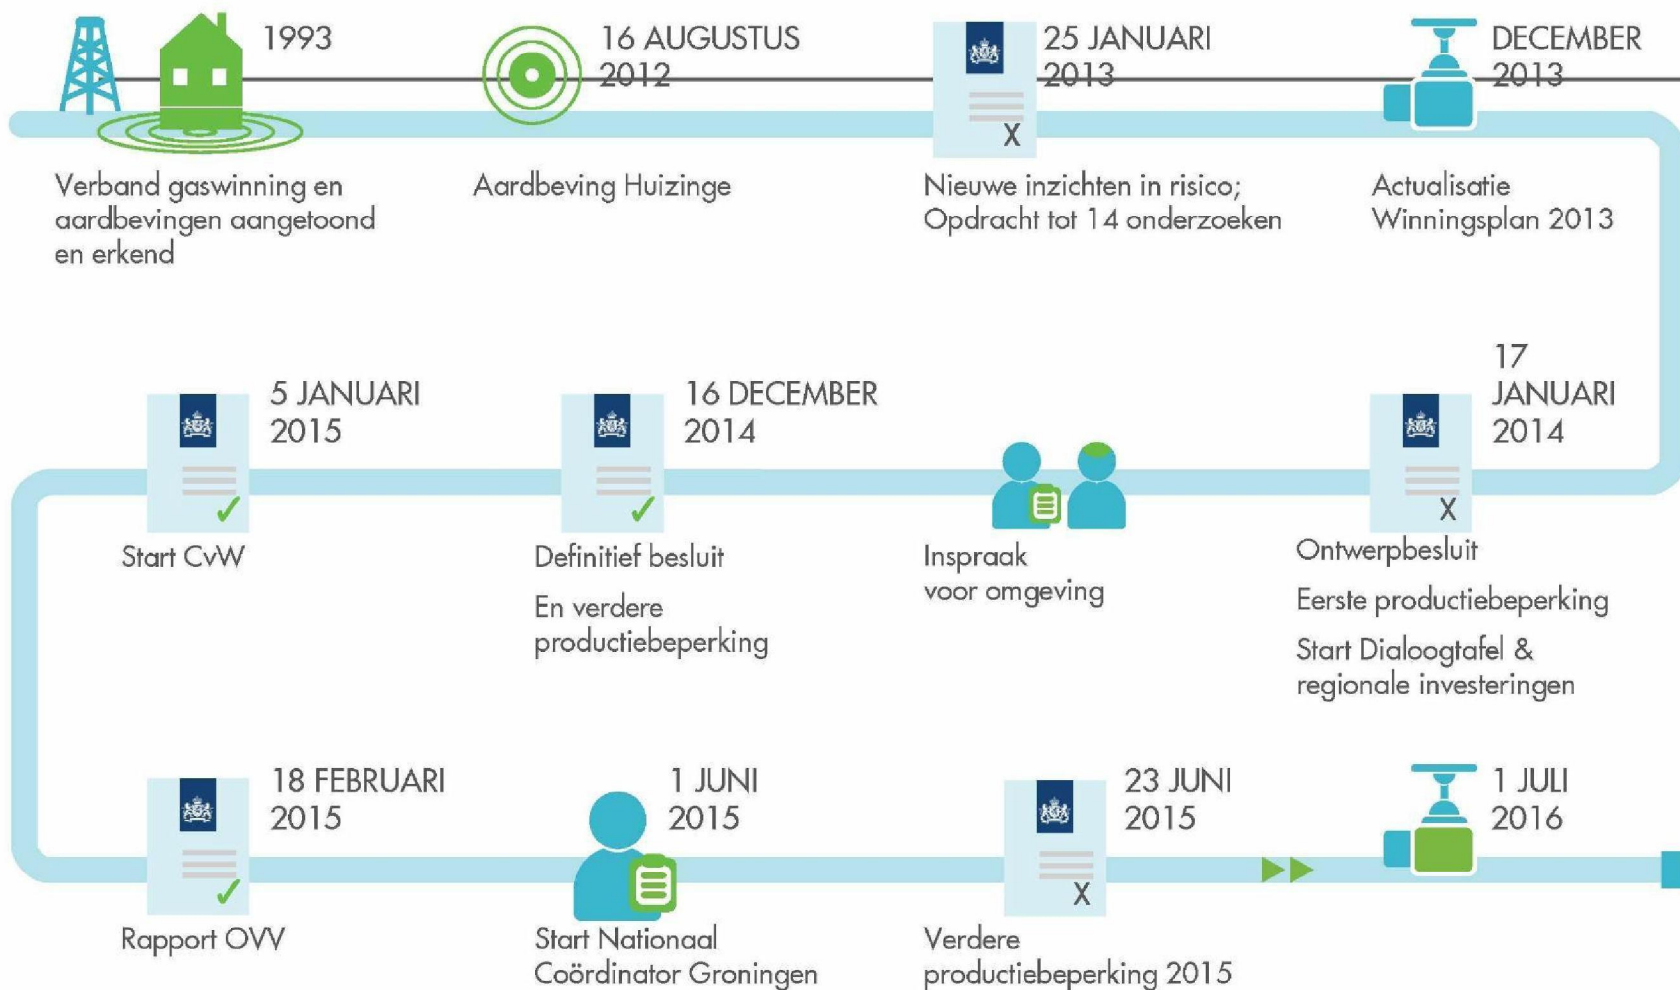 1993
Verband gaswinning en
aardbevingen aangetoond
en erkend
16 AUGUSTUS
2012
Aardbeving Huizinge
25 JANUARI
2013
X
Nieuwe inzichten in risico;
Opdracht tot 14 onderzoeken
DECEMBER
2013
Actualisatie
Winningsplan 2013
17
JANUARI
2014
X
Ontwerpbesluit
Eerste productiebeperking
Start Dialoogtafel &
regionale investeringen
Inspraak
voor omgeving
16 DECEMBER
2014
Definitief besluit
En verdere
productiebeperking
5 JANUARI
2015
Start CvW
18 FEBRUARI
2015
Rapport OVV
1 JUNI
2015
Start Nationaal
Coördinator Groningen
23 JUNI
2015
X
Verdere
productiebeperking 2015
1 JULI
2016